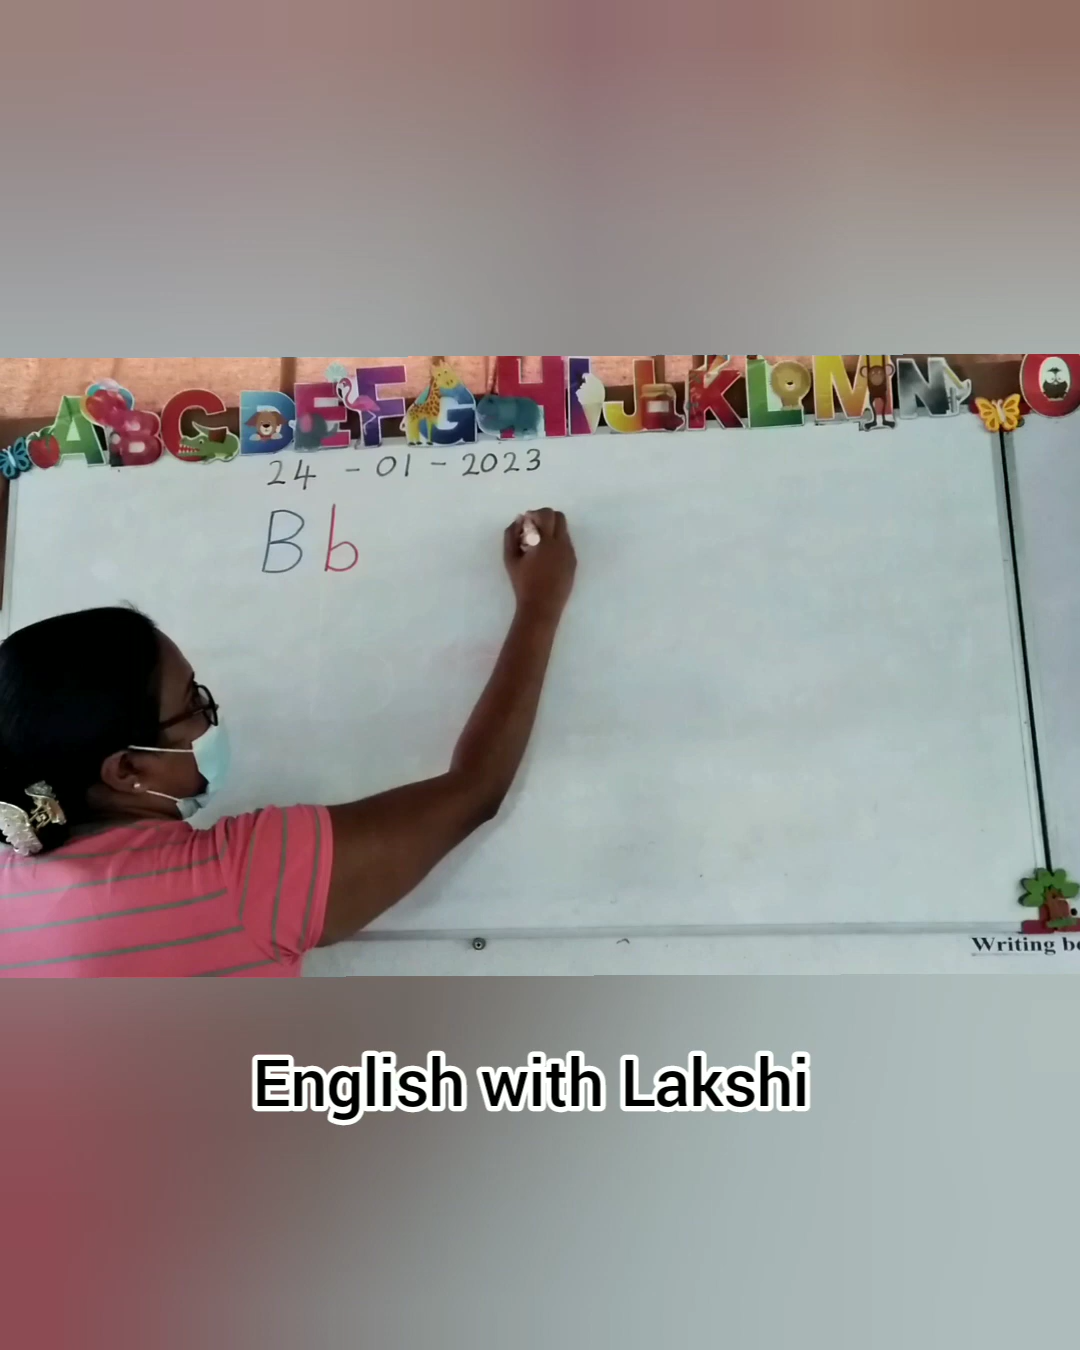 A B C D E F G H I J K L M N O
24 - 01 - 2023
B b
Writing
English with Lakshi